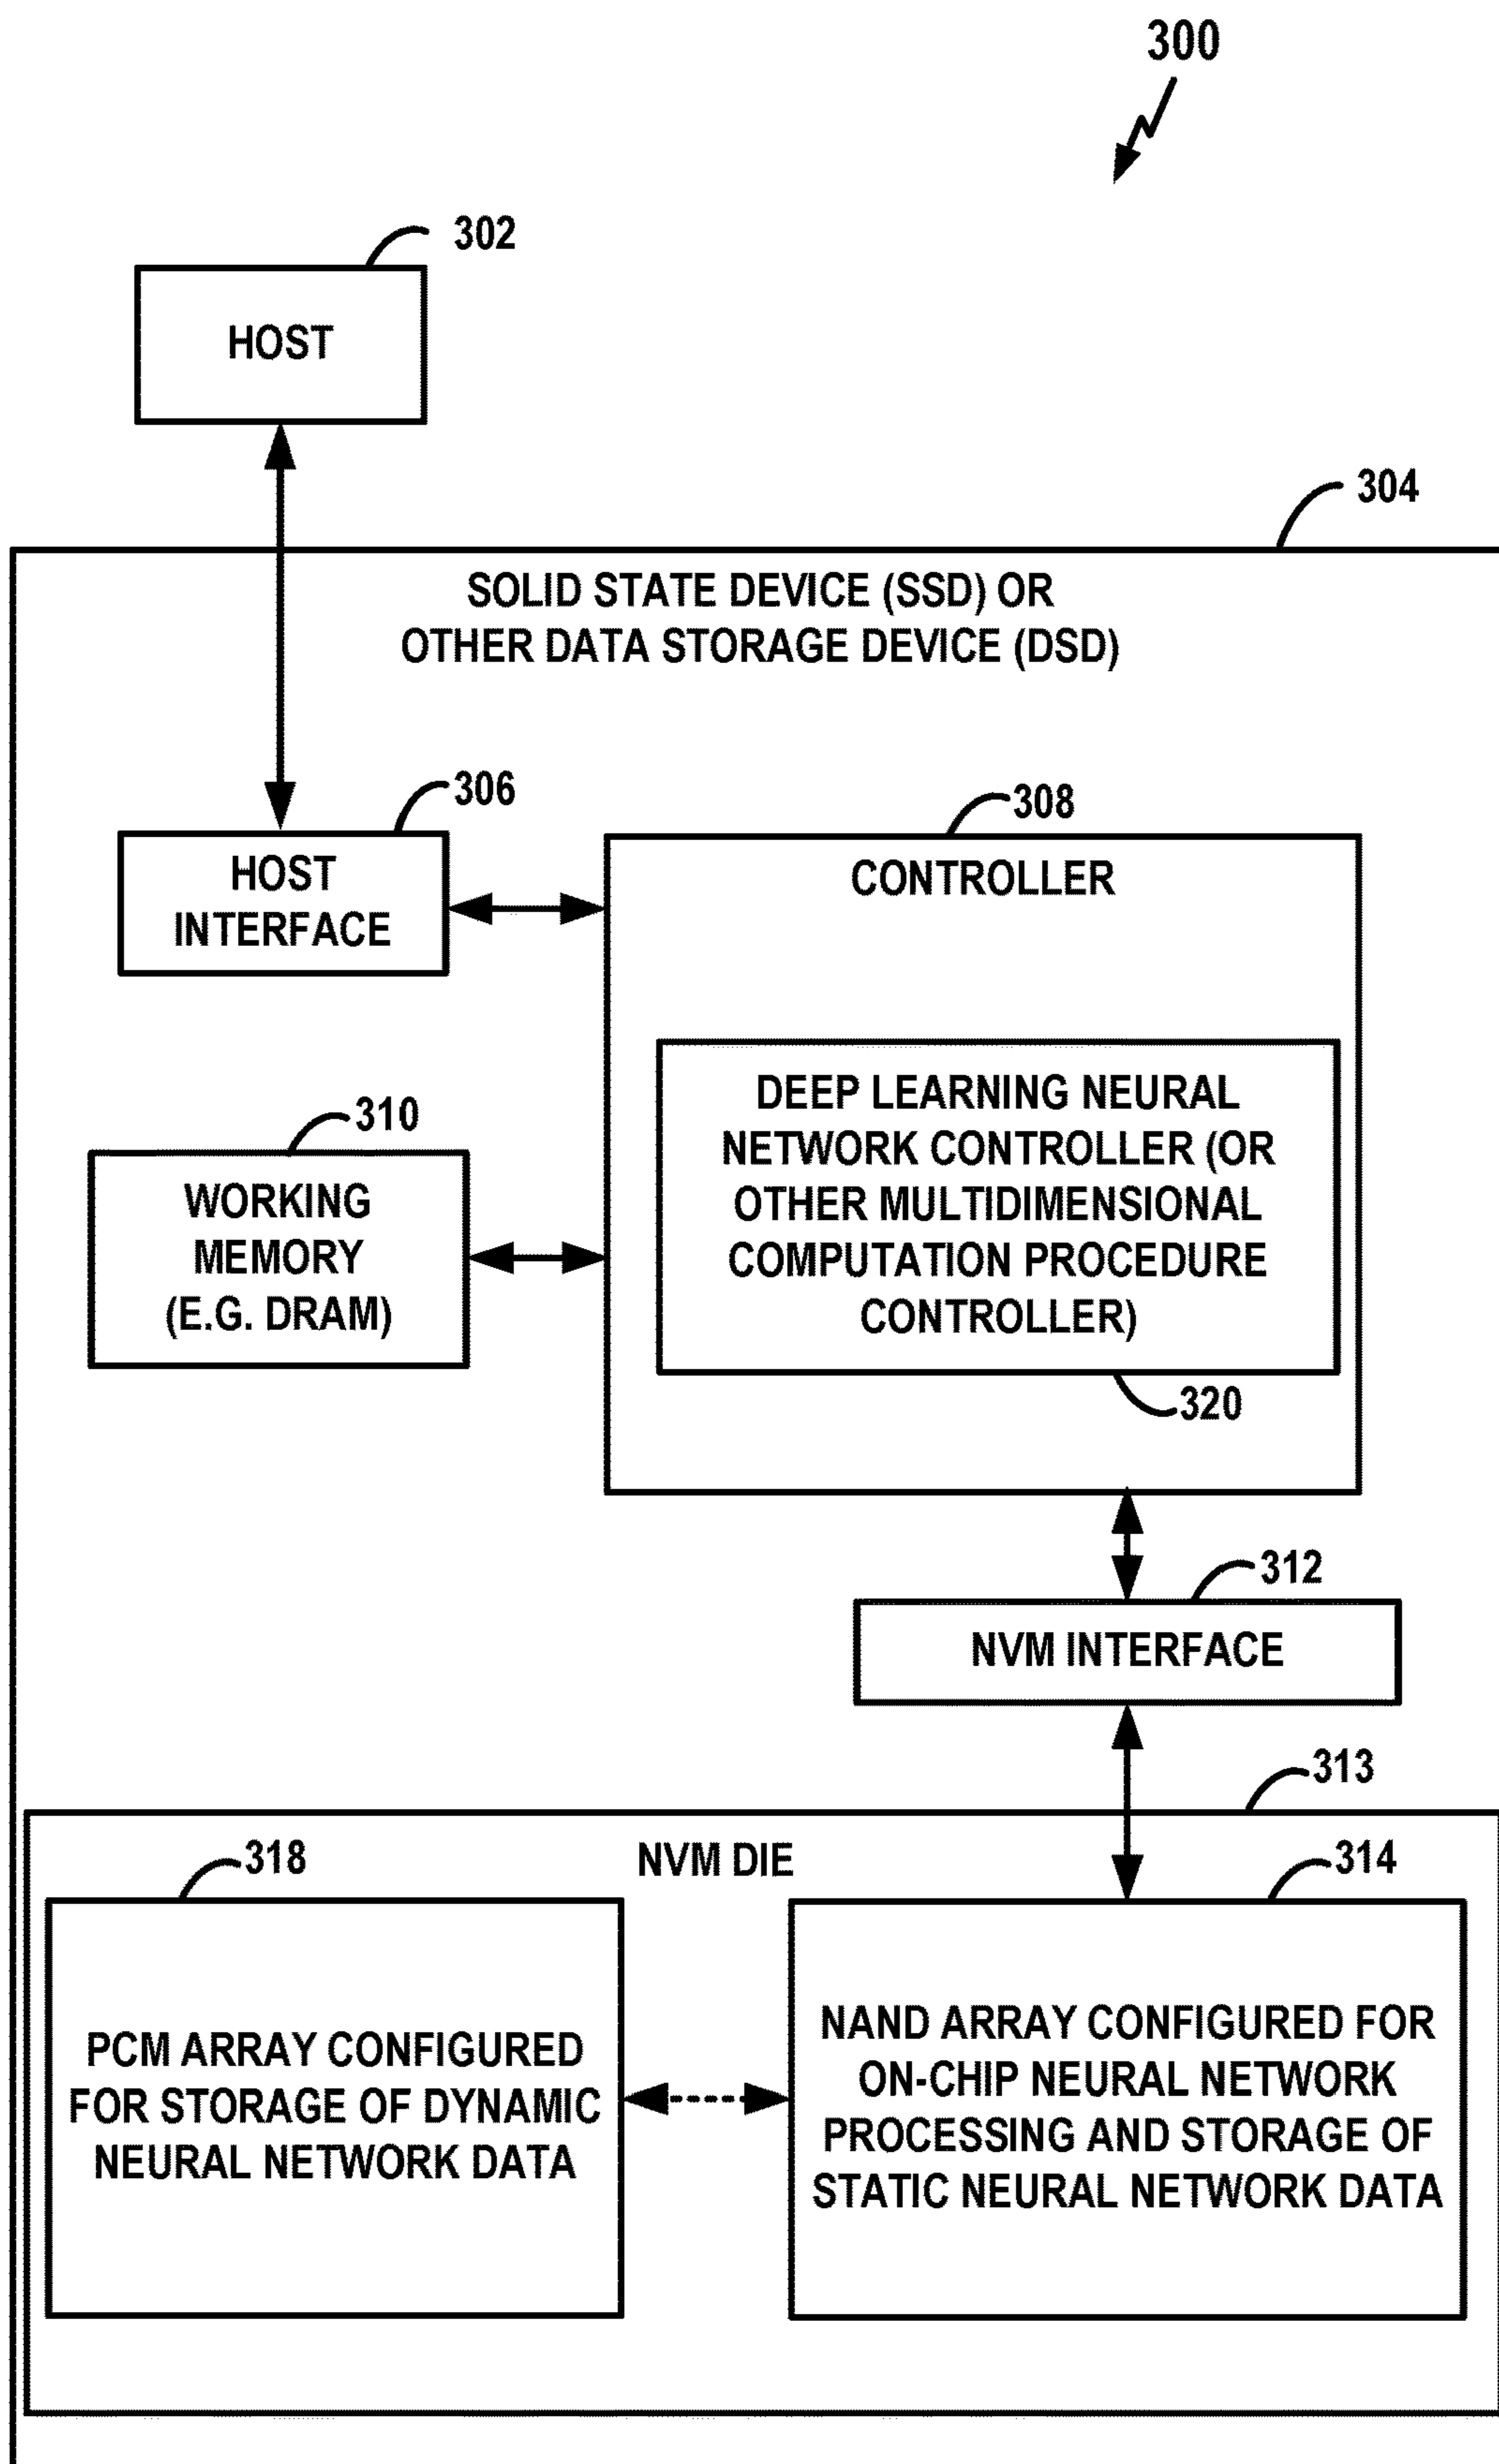 300
302
HOST
304
SOLID STATE DEVICE (SSD) OR
OTHER DATA STORAGE DEVICE (DSD)
306
HOST
INTERFACE
308
CONTROLLER
310
WORKING
MEMORY
(E.G. DRAM)
DEEP LEARNING NEURAL
NETWORK CONTROLLER (OR
OTHER MULTIDIMENSIONAL
COMPUTATION PROCEDURE
CONTROLLER)
320
312
NVM INTERFACE
313
NVM DIE
318
PCM ARRAY CONFIGURED
FOR STORAGE OF DYNAMIC
NEURAL NETWORK DATA
314
NAND ARRAY CONFIGURED FOR
ON-CHIP NEURAL NETWORK
PROCESSING AND STORAGE OF
STATIC NEURAL NETWORK DATA